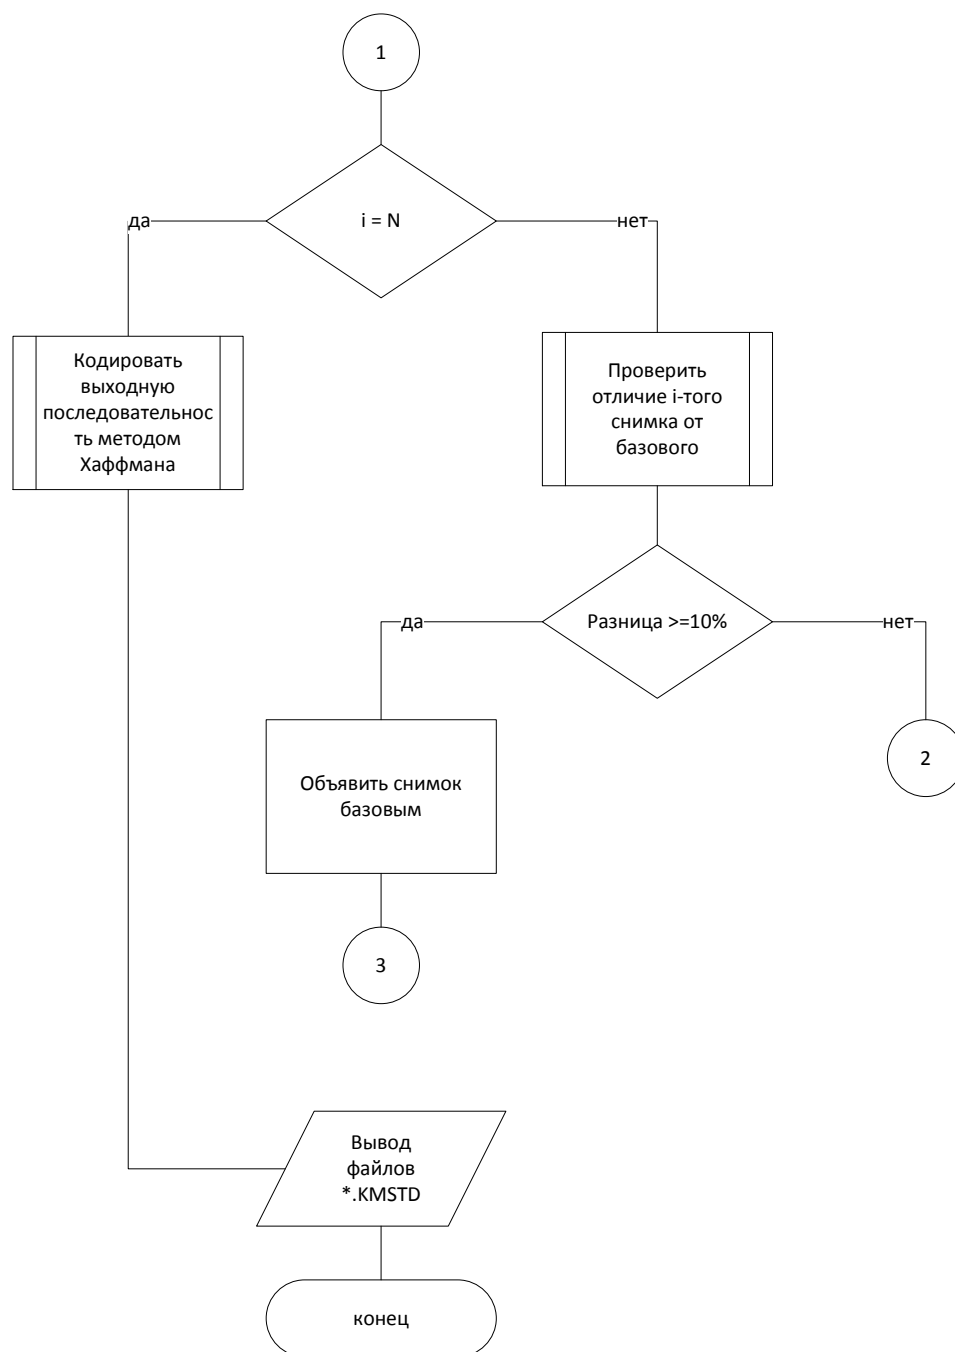 1
i = N
да
нет
Кодировать
выходную
последовательнос
ть методом
Хаффмана
Проверить
отличие i-того
снимка от
базового
Разница >=10%
да
нет
2
Объявить снимок
базовым
3
Вывод
файлов
*.KMSTD
конец